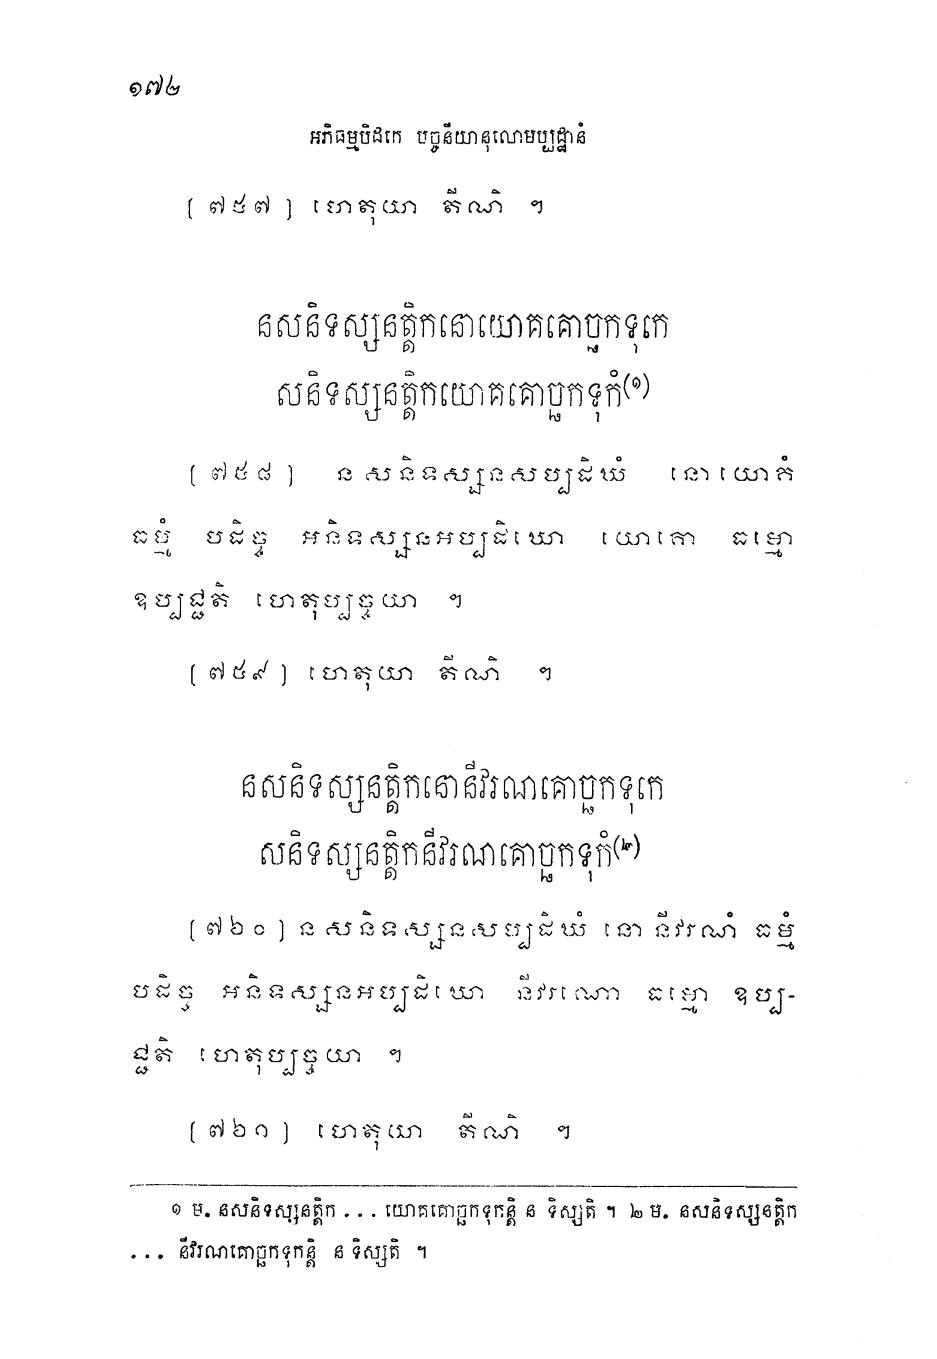 ១៧២
អភិធម្មបិដកេ បច្ចនីយានុលោមប្បដ្ឋានំ
[៧៥៧] ហេតុយា តីណិ ។
នសនិទស្សនត្តិកនោយោគគោច្ឆកទុកេ
សនិទស្សនត្តិកយោគគោច្ឆកទុកំ(១)
[៧៥៨] ន សនិទស្សនសប្បដិឃំ នោ យោគំ
ធម្មំ បដិច្ច អនិទស្សនអប្បដិឃោ យោគោ ធម្មោ
ឧប្បជ្ជតិ ហេតុប្បច្ចយា ។
[៧៥៩] ហេតុយា តីណិ ។
នសនិទស្សនត្តិកនោនីវរណគោច្ឆកទុកេ
សនិទស្សនត្តិកនីវរណគោច្ឆកទុកំ(២)
[៧៦០] ន សនិទស្សនសប្បដិឃំ នោ នីវរណំ ធម្មំ
បដិច្ច អនិទស្សនអប្បដិឃោ នីវរណោ ធម្មោ ឧប្ប-
ជ្ជតិ ហេតុប្បច្ចយា ។
[៧៦១] ហេតុយា តីណិ ។
១ ម. នសនិទស្សនត្តិក ... យោគគោច្ឆកទុកន្តិ ន ទិស្សតិ ។ ២ ម. នសនិទស្សនត្តិក
... នីវរណគោច្ឆកទុកន្តិ ន ទិស្សតិ ។